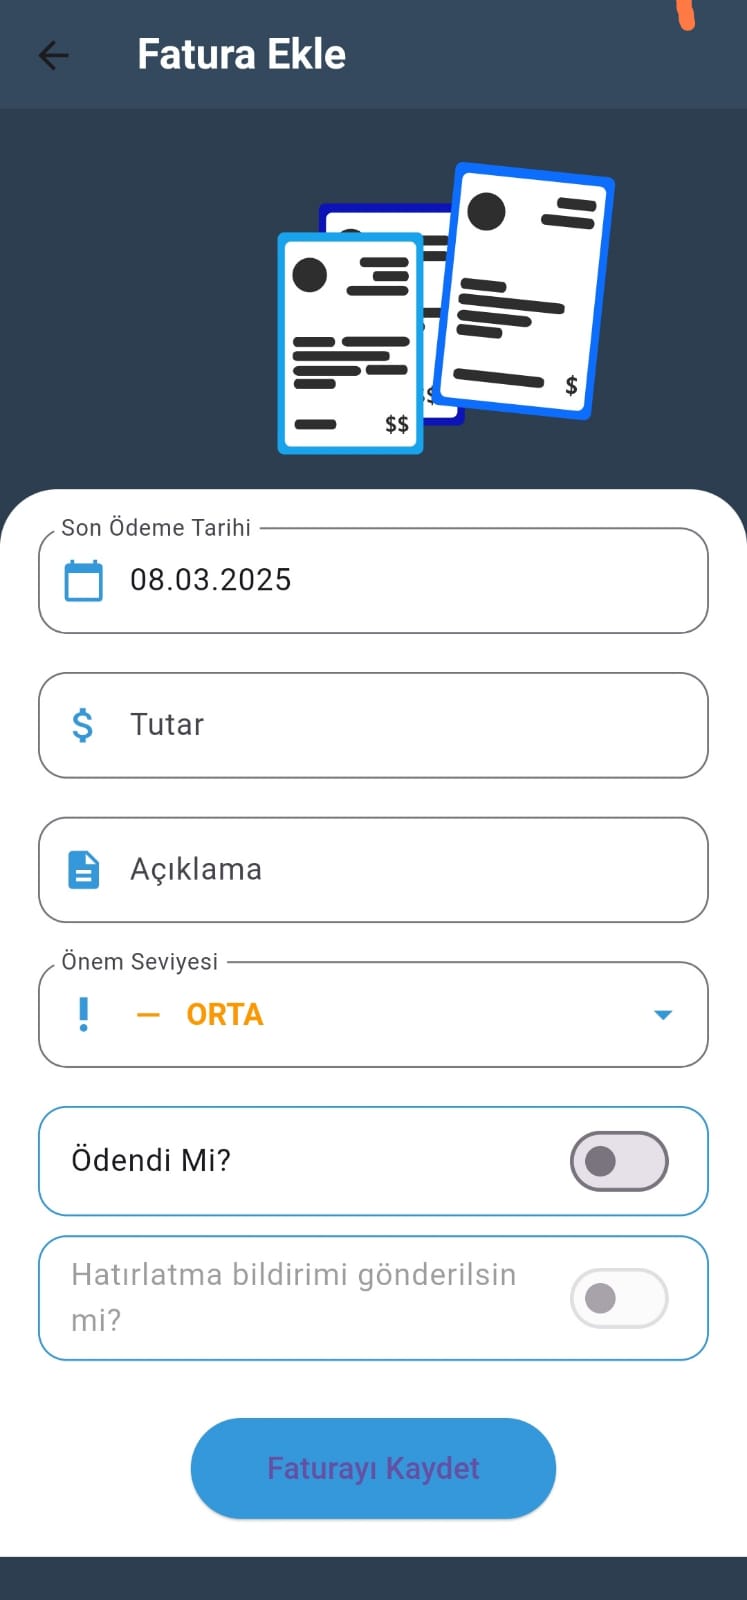 Fatura Ekle
$
$$
$
Son Ödeme Tarihi
08.03.2025
$ Tutar
Açıklama
Önem Seviyesi
! — ORTA
Ödendi Mi?
Hatırlatma bildirimi gönderilsin
mi?
Faturayı Kaydet